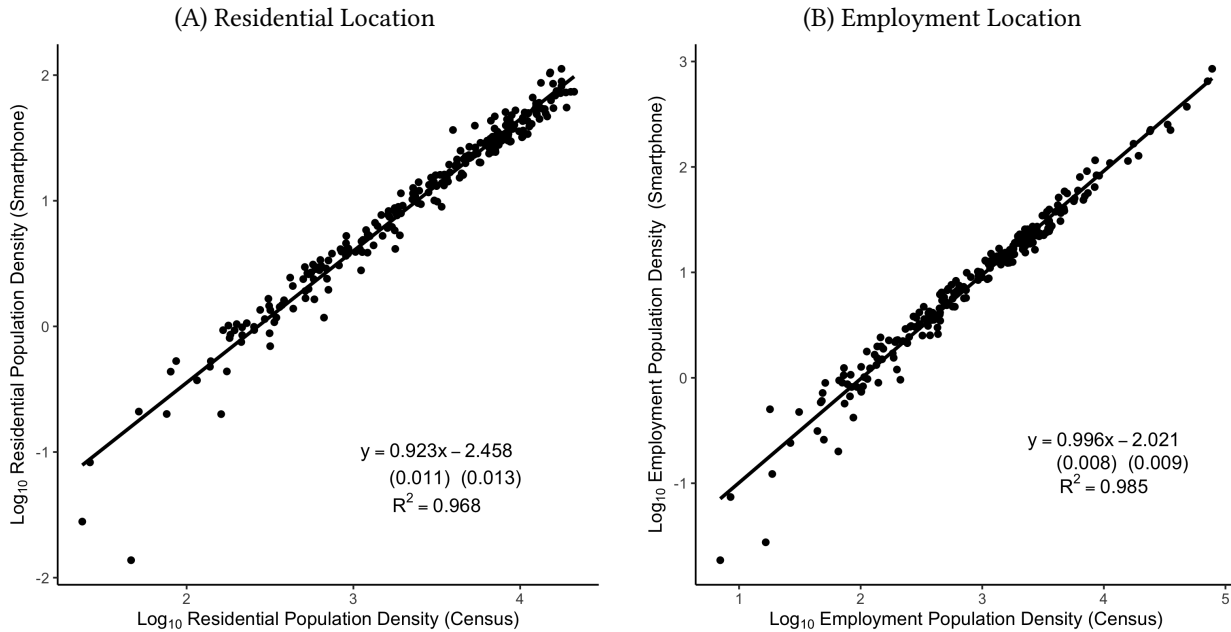 (A) Residential Location
2
1
0
-1
-2
2
3
4
Log10 Residential Population Density (Smartphone)
Log10 Residential Population Density (Census)
y = 0.923x − 2.458
(0.011) (0.013)
R² = 0.968
(B) Employment Location
3
2
1
0
-1
1
2
3
4
5
Log10 Employment Population Density (Smartphone)
Log10 Employment Population Density (Census)
y = 0.996x − 2.021
(0.008) (0.009)
R² = 0.985